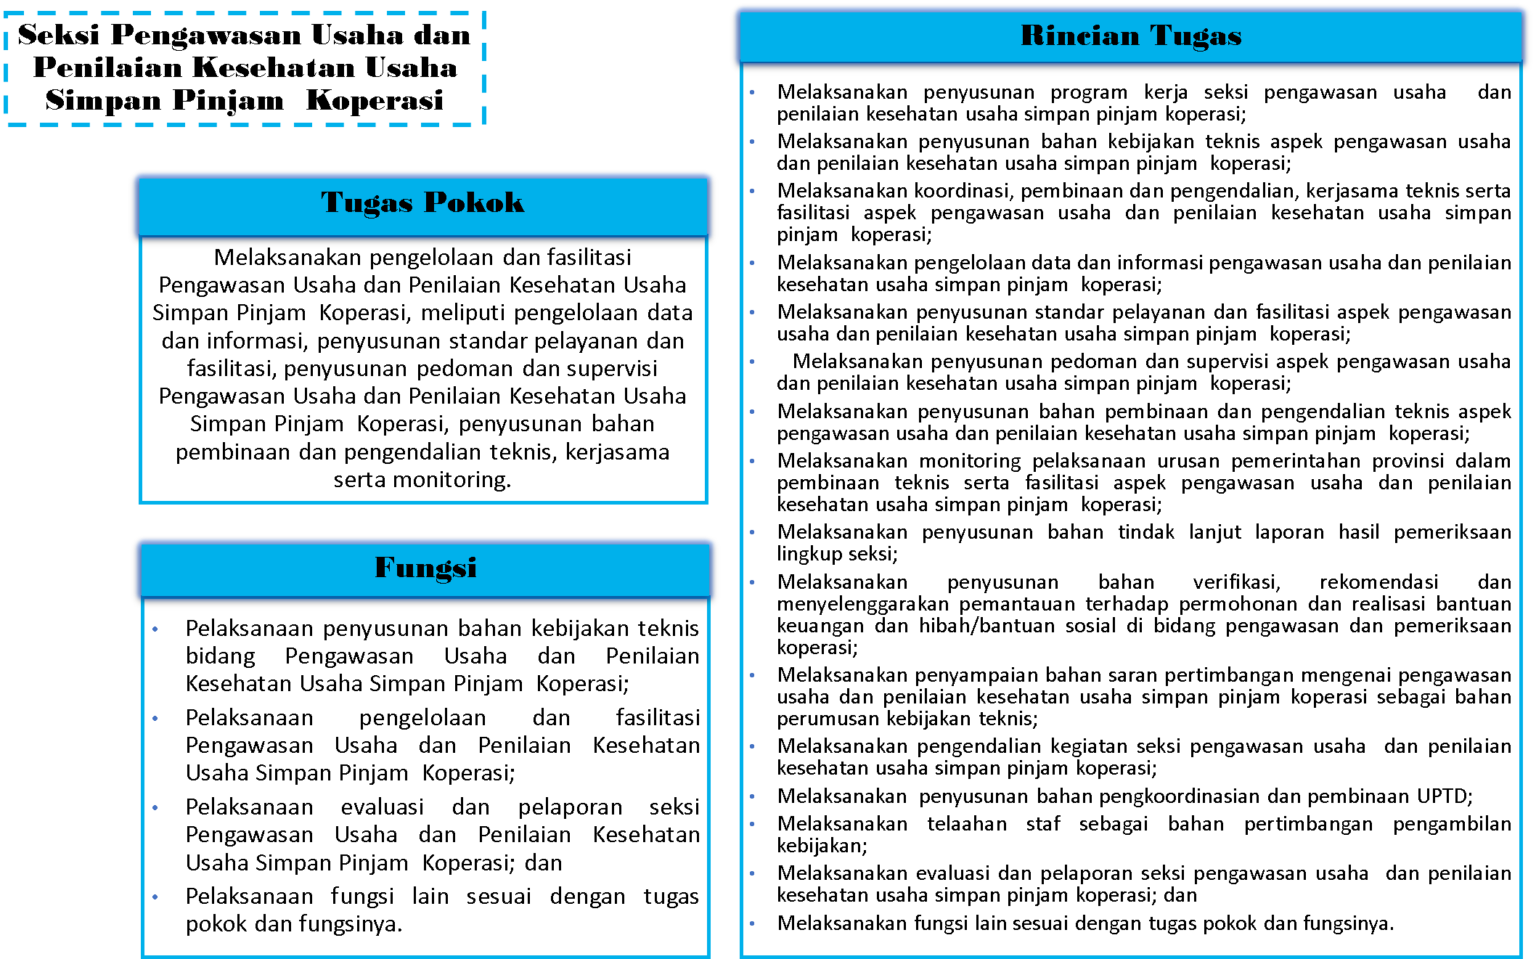 Seksi Pengawasan Usaha dan
Penilaian Kesehatan Usaha
Simpan Pinjam Koperasi
Tugas Pokok
Melaksanakan pengelolaan dan fasilitasi
Pengawasan Usaha dan Penilaian Kesehatan Usaha
Simpan Pinjam Koperasi, meliputi pengelolaan data
dan informasi, penyusunan standar pelayanan dan
fasilitasi, penyusunan pedoman dan supervisi
Pengawasan Usaha dan Penilaian Kesehatan Usaha
Simpan Pinjam Koperasi, penyusunan bahan
pembinaan dan pengendalian teknis, kerjasama
serta monitoring.
Fungsi
• Pelaksanaan penyusunan bahan kebijakan teknis
bidang Pengawasan Usaha dan Penilaian
Kesehatan Usaha Simpan Pinjam Koperasi;
• Pelaksanaan pengelolaan dan fasilitasi
Pengawasan Usaha dan Penilaian Kesehatan
Usaha Simpan Pinjam Koperasi;
• Pelaksanaan evaluasi dan pelaporan seksi
Pengawasan Usaha dan Penilaian Kesehatan
Usaha Simpan Pinjam Koperasi; dan
• Pelaksanaan fungsi lain sesuai dengan tugas
pokok dan fungsinya.
Rincian Tugas
• Melaksanakan penyusunan program kerja seksi pengawasan usaha dan
penilaian kesehatan usaha simpan pinjam koperasi;
• Melaksanakan penyusunan bahan kebijakan teknis aspek pengawasan usaha
dan penilaian kesehatan usaha simpan pinjam koperasi;
• Melaksanakan koordinasi, pembinaan dan pengendalian, kerjasama teknis serta
fasilitasi aspek pengawasan usaha dan penilaian kesehatan usaha simpan
pinjam koperasi;
• Melaksanakan pengelolaan data dan informasi pengawasan usaha dan penilaian
kesehatan usaha simpan pinjam koperasi;
• Melaksanakan penyusunan standar pelayanan dan fasilitasi aspek pengawasan
usaha dan penilaian kesehatan usaha simpan pinjam koperasi;
• Melaksanakan penyusunan pedoman dan supervisi aspek pengawasan usaha
dan penilaian kesehatan usaha simpan pinjam koperasi;
• Melaksanakan penyusunan bahan pembinaan dan pengendalian teknis aspek
pengawasan usaha dan penilaian kesehatan usaha simpan pinjam koperasi;
• Melaksanakan monitoring pelaksanaan urusan pemerintahan provinsi dalam
pembinaan teknis serta fasilitasi aspek pengawasan usaha dan penilaian
kesehatan usaha simpan pinjam koperasi;
• Melaksanakan penyusunan bahan tindak lanjut laporan hasil pemeriksaan
lingkup seksi;
• Melaksanakan penyusunan bahan verifikasi, rekomendasi dan
menyelenggarakan pemantauan terhadap permohonan dan realisasi bantuan
keuangan dan hibah/bantuan sosial di bidang pengawasan dan pemeriksaan
koperasi;
• Melaksanakan penyampaian bahan saran pertimbangan mengenai pengawasan
usaha dan penilaian kesehatan usaha simpan pinjam koperasi sebagai bahan
perumusan kebijakan teknis;
• Melaksanakan pengendalian kegiatan seksi pengawasan usaha dan penilaian
kesehatan usaha simpan pinjam koperasi;
• Melaksanakan penyusunan bahan pengkoordinasian dan pembinaan UPTD;
• Melaksanakan telaahan staf sebagai bahan pertimbangan pengambilan
kebijakan;
• Melaksanakan evaluasi dan pelaporan seksi pengawasan usaha dan penilaian
kesehatan usaha simpan pinjam koperasi; dan
• Melaksanakan fungsi lain sesuai dengan tugas pokok dan fungsinya.